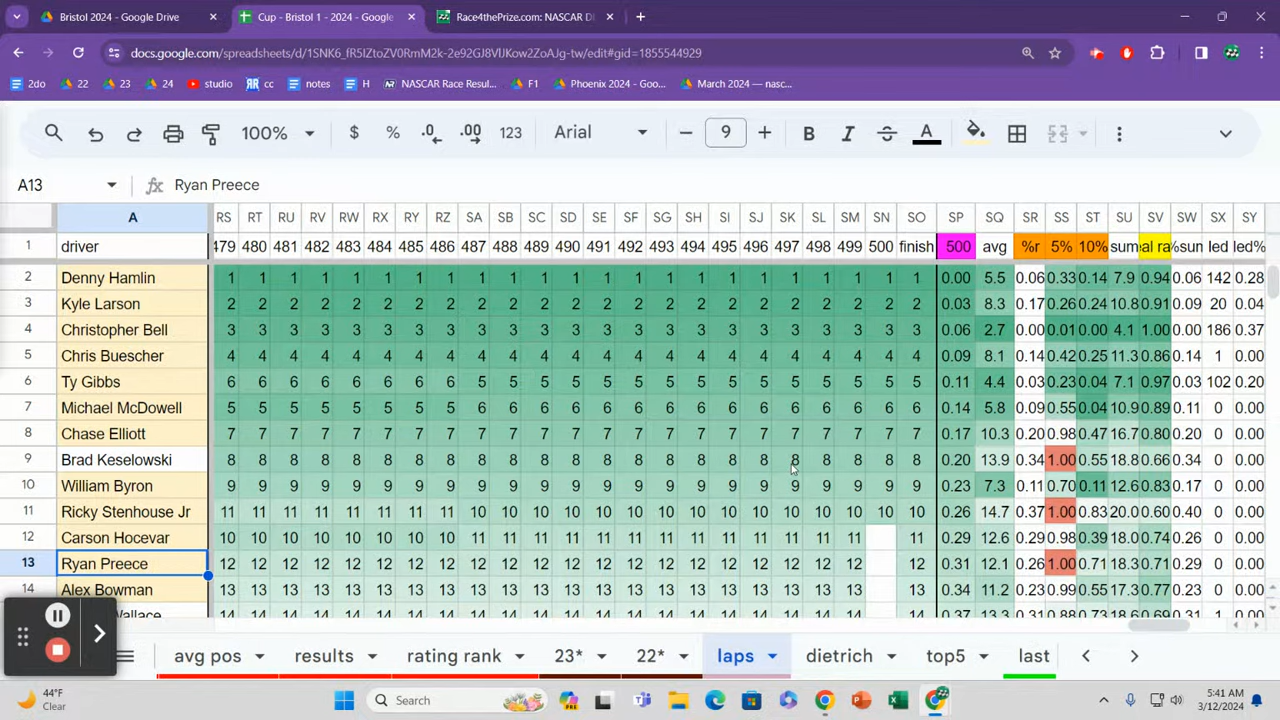 Bristol 2024 - Google Drive
Cup - Bristol 1 - 2024 - Google
Race4thePrize.com: NASCAR D
docs.google.com/spreadsheets/d/1SNK6_fR5IZtoZV0RmM2k-2e92GJ8VlJKow2ZoAJg-tw/edit#gid=1855544929
2do 22 23 24 studio cc notes H NASCAR Race Resul... F1 Phoenix 2024 - Goo... March 2024 — nasc...
100% $ % .0 .00 123 Arial 9 B I A
A13 fx Ryan Preece
A RS RT RU RV RW RX RY RZ SA SB SC SD SE SF SG SH SI SJ SK SL SM SN SO SP SQ SR SS ST SU SV SW SX SY
1 driver 479 480 481 482 483 484 485 486 487 488 489 490 491 492 493 494 495 496 497 498 499 500 finish 500 avg %r 5% 10% sum eal ra %sun led led%
2 Denny Hamlin 1 1 1 1 1 1 1 1 1 1 1 1 1 1 1 1 1 1 1 1 1 1 1 0.00 5.5 0.06 0.33 0.14 7.9 0.94 0.06 142 0.28
3 Kyle Larson 2 2 2 2 2 2 2 2 2 2 2 2 2 2 2 2 2 2 2 2 2 2 2 0.03 8.3 0.17 0.26 0.24 10.8 0.91 0.09 20 0.04
4 Christopher Bell 3 3 3 3 3 3 3 3 3 3 3 3 3 3 3 3 3 3 3 3 3 3 3 0.06 2.7 0.00 0.01 0.00 4.1 1.00 0.00 186 0.37
5 Chris Buescher 4 4 4 4 4 4 4 4 4 4 4 4 4 4 4 4 4 4 4 4 4 4 4 0.09 8.1 0.14 0.42 0.25 11.3 0.86 0.14 1 0.00
6 Ty Gibbs 6 6 6 6 6 6 6 6 5 5 5 5 5 5 5 5 5 5 5 5 5 5 5 0.11 4.4 0.03 0.23 0.04 7.1 0.97 0.03 102 0.20
7 Michael McDowell 5 5 5 5 5 5 5 5 6 6 6 6 6 6 6 6 6 6 6 6 6 6 6 0.14 5.8 0.09 0.55 0.04 10.9 0.89 0.11 0 0.00
8 Chase Elliott 7 7 7 7 7 7 7 7 7 7 7 7 7 7 7 7 7 7 7 7 7 7 7 0.17 10.3 0.20 0.98 0.47 16.7 0.80 0.20 0 0.00
9 Brad Keselowski 8 8 8 8 8 8 8 8 8 8 8 8 8 8 8 8 8 8 8 8 8 8 8 0.20 13.9 0.34 1.00 0.55 18.8 0.66 0.34 0 0.00
10 William Byron 9 9 9 9 9 9 9 9 9 9 9 9 9 9 9 9 9 9 9 9 9 9 9 0.23 7.3 0.11 0.70 0.11 12.6 0.83 0.17 0 0.00
11 Ricky Stenhouse Jr 11 11 11 11 11 11 11 11 10 10 10 10 10 10 10 10 10 10 10 10 10 10 10 0.26 14.7 0.37 1.00 0.83 20.0 0.60 0.40 0 0.00
12 Carson Hocevar 10 10 10 10 10 10 10 10 11 11 11 11 11 11 11 11 11 11 11 11 11 11 0.29 12.6 0.29 0.98 0.39 18.0 0.74 0.26 0 0.00
13 Ryan Preece 12 12 12 12 12 12 12 12 12 12 12 12 12 12 12 12 12 12 12 12 12 12 0.31 12.1 0.26 1.00 0.71 18.3 0.71 0.29 0 0.00
14 Alex Bowman 13 13 13 13 13 13 13 13 13 13 13 13 13 13 13 13 13 13 13 13 13 13 0.34 11.2 0.23 0.99 0.55 17.3 0.77 0.23 0 0.00
avg pos results rating rank 23* 22* laps dietrich top5 last
44°F
Clear
Search
5:41 AM
3/12/2024